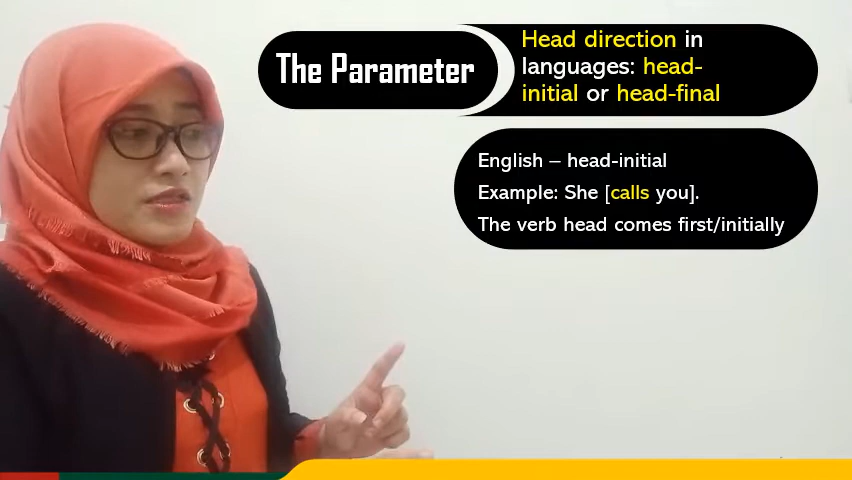 The Parameter
Head direction in
languages: head-
initial or head-final
English – head-initial
Example: She [calls you].
The verb head comes first/initially